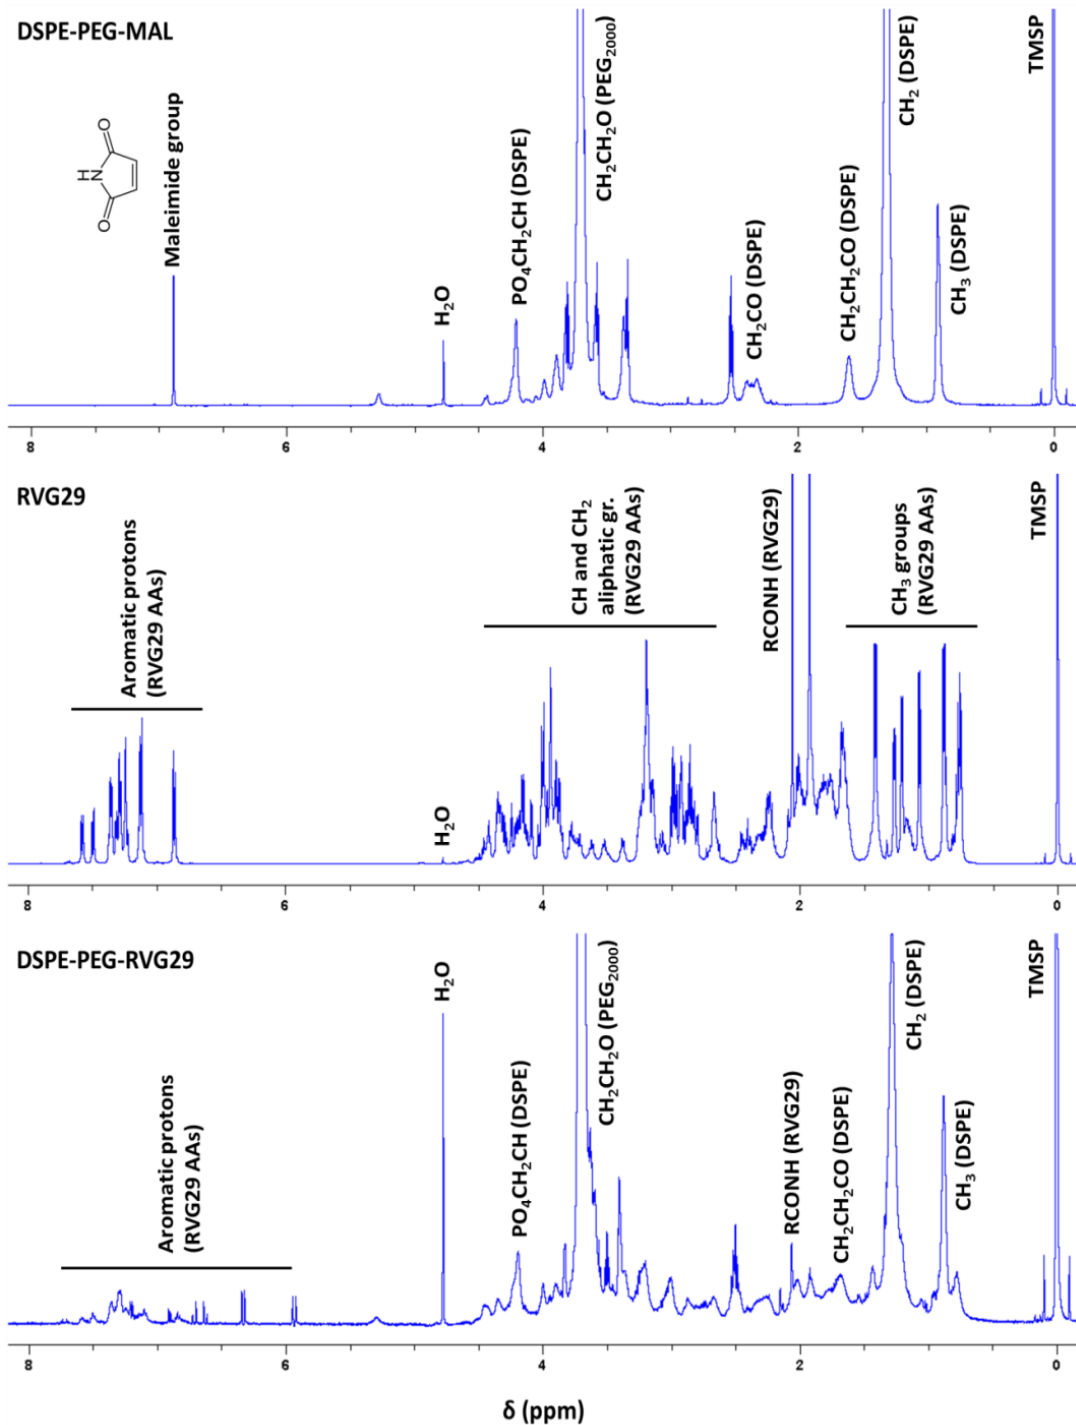 DSPE-PEG-MAL
O
HN
O
Maleimide group
H₂O
PO₄CH₂CH (DSPE)
CH₂CH₂O (PEG₂₀₀₀)
CH₂CO (DSPE)
CH₂CH₂CO (DSPE)
CH₂ (DSPE)
CH₃ (DSPE)
TMSP
8 6 4 2 0
RVG29
Aromatic protons
(RVG29 AAs)
H₂O
CH and CH₂
aliphatic gr.
(RVG29 AAs)
RCONH (RVG29)
CH₃ groups
(RVG29 AAs)
TMSP
8 6 4 2 0
DSPE-PEG-RVG29
Aromatic protons
(RVG29 AAs)
H₂O
PO₄CH₂CH (DSPE)
CH₂CH₂O (PEG₂₀₀₀)
RCONH (RVG29)
CH₂CH₂CO (DSPE)
CH₂ (DSPE)
CH₃ (DSPE)
TMSP
8 6 4 2 0
δ (ppm)